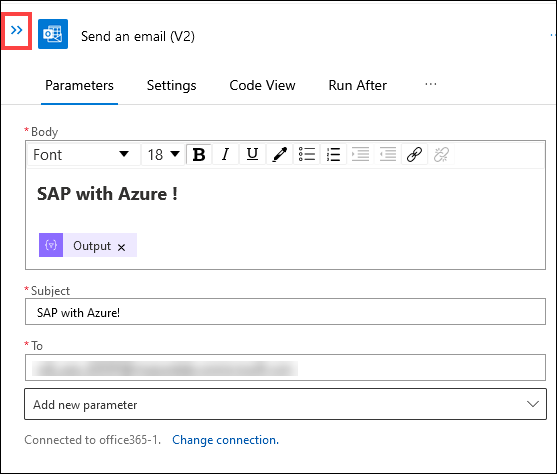 Send an email (V2)
Parameters Settings Code View Run After ...
* Body
Font 18 B I U
SAP with Azure !
{v} Output ×
* Subject
SAP with Azure!
* To
Add new parameter
Connected to office365-1. Change connection.